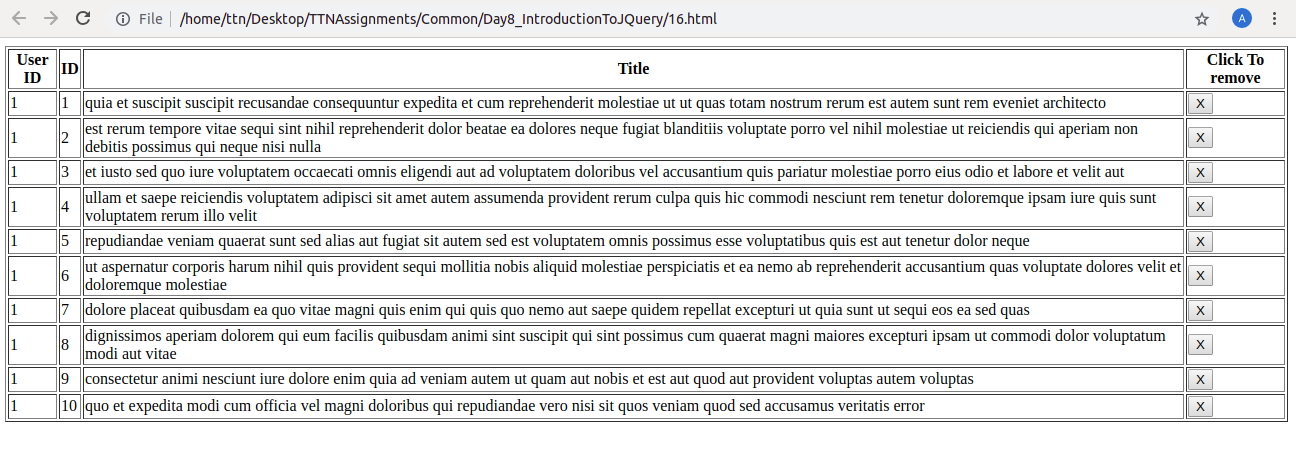 File /home/ttn/Desktop/TTNAssignments/Common/Day8_IntroductionToJQuery/16.html A
User ID ID Title Click To remove
1 1 quia et suscipit suscipit recusandae consequuntur expedita et cum reprehenderit molestiae ut ut quas totam nostrum rerum est autem sunt rem eveniet architecto X
1 2 est rerum tempore vitae sequi sint nihil reprehenderit dolor beatae ea dolores neque fugiat blanditiis voluptate porro vel nihil molestiae ut reiciendis qui aperiam non
debitis possimus qui neque nisi nulla X
1 3 et iusto sed quo iure voluptatem occaecati omnis eligendi aut ad voluptatem doloribus vel accusantium quis pariatur molestiae porro eius odio et labore et velit aut X
1 4 ullam et saepe reiciendis voluptatem adipisci sit amet autem assumenda provident rerum culpa quis hic commodi nesciunt rem tenetur doloremque ipsam iure quis sunt
voluptatem rerum illo velit X
1 5 repudiandae veniam quaerat sunt sed alias aut fugiat sit autem sed est voluptatem omnis possimus esse voluptatibus quis est aut tenetur dolor neque X
1 6 ut aspernatur corporis harum nihil quis provident sequi mollitia nobis aliquid molestiae perspiciatis et ea nemo ab reprehenderit accusantium quas voluptate dolores velit et
doloremque molestiae X
1 7 dolore placeat quibusdam ea quo vitae magni quis enim qui quis quo nemo aut saepe quidem repellat excepturi ut quia sunt ut sequi eos ea sed quas X
1 8 dignissimos aperiam dolorem qui eum facilis quibusdam animi sint suscipit qui sint possimus cum quaerat magni maiores excepturi ipsam ut commodi dolor voluptatum
modi aut vitae X
1 9 consectetur animi nesciunt iure dolore enim quia ad veniam autem ut quam aut nobis et est aut quod aut provident voluptas autem voluptas X
1 10 quo et expedita modi cum officia vel magni doloribus qui repudiandae vero nisi sit quos veniam quod sed accusamus veritatis error X